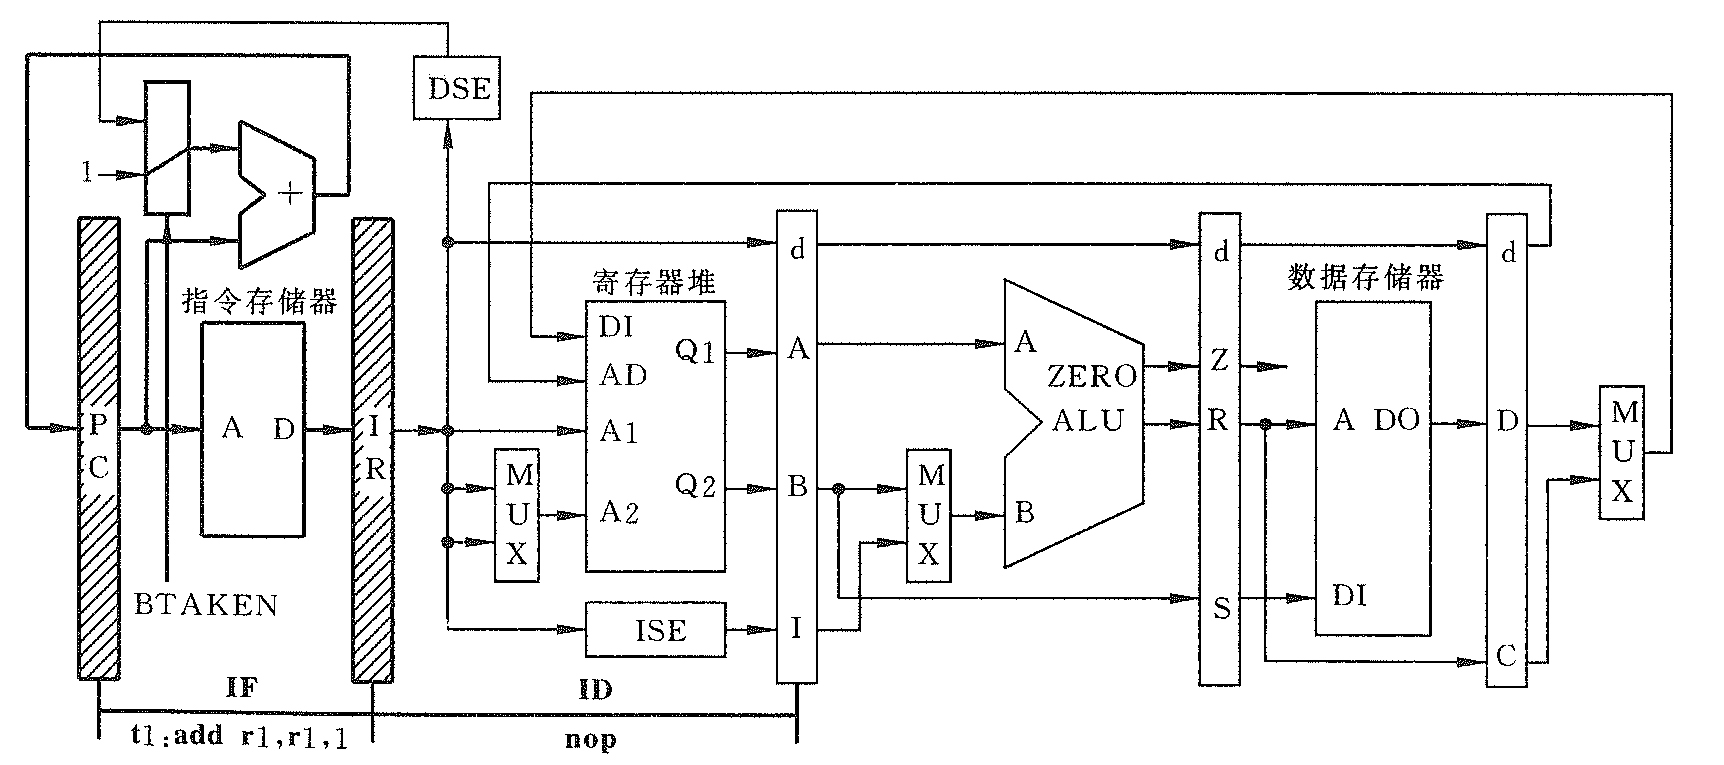 DSE
1
+
指令存储器
寄存器堆
数据存储器
d
d
d
DI
Q1
A
A
Z
AD
ZERO
P
C
A D
I
R
A1
ALU
R
A DO
D
M
U
X
M
U
X
A2
Q2
B
M
U
X
B
BTAKEN
ISE
I
S
DI
C
IF
ID
t1:add r1,r1,1
nop